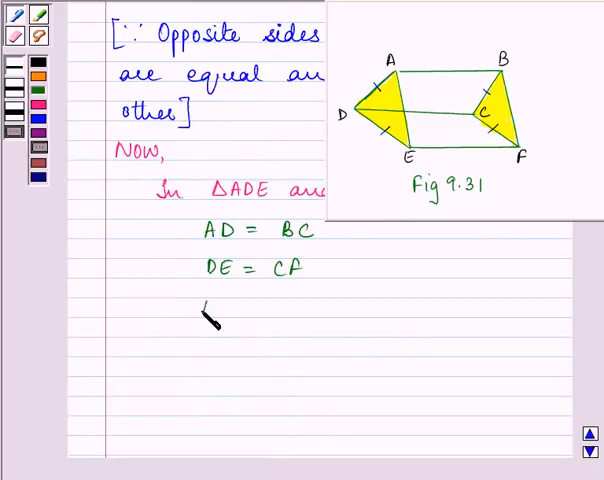 [∵ Opposite sides
are equal an
other]
NOW,
In ΔADE an
AD = BC
DE = CF
A
B
D
C
E
F
Fig 9.31